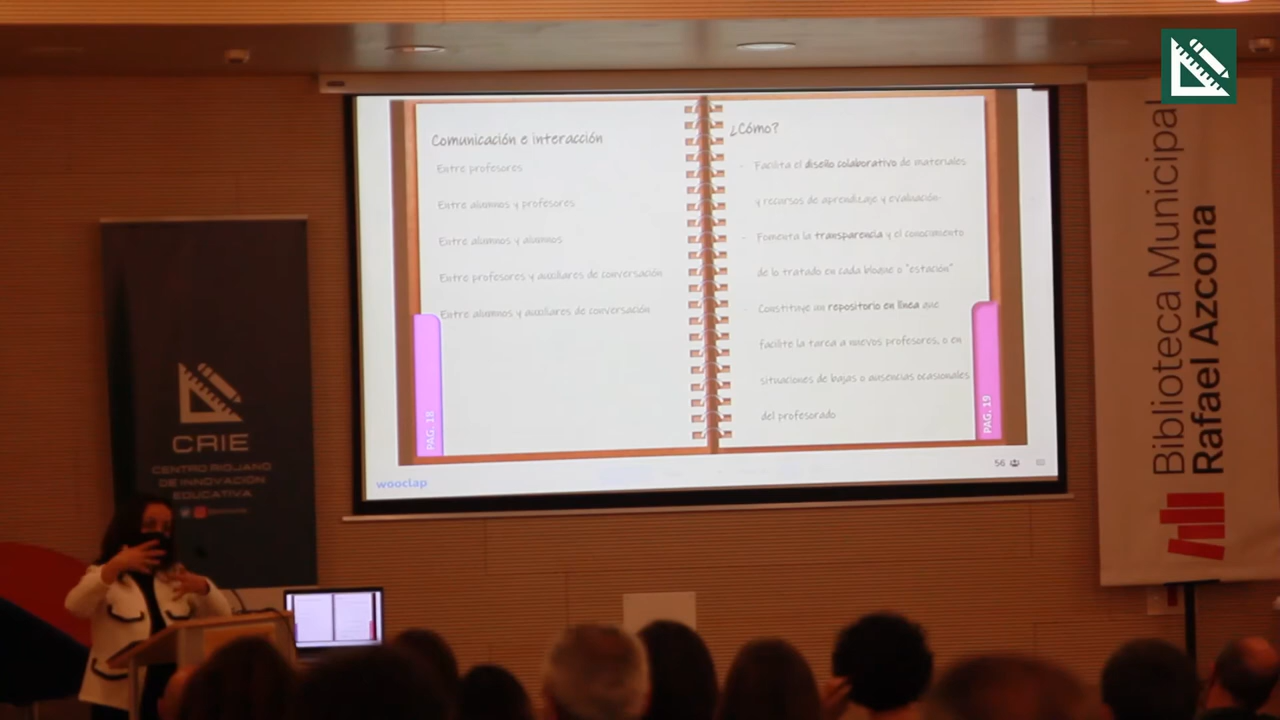 Comunicación e interacción
Entre profesores
Entre alumnos y profesores
Entre alumnos y alumnos
Entre profesores y auxiliares de conversación
Entre alumnos y auxiliares de conversación
PAG. 18
¿Cómo?
- Facilita el diseño colaborativo de materiales
y recursos de aprendizaje y evaluación.
- Fomenta la transparencia y el conocimiento
de lo tratado en cada bloque o "estación"
- Constituye un repositorio en línea que
facilite la tarea a nuevos profesores, o en
situaciones de bajas o ausencias ocasionales
del profesorado
PAG. 19
wooclap
56
CRIE
CENTRO RIOJANO
DE INNOVACIÓN
EDUCATIVA
Biblioteca Municipal
Rafael Azcona